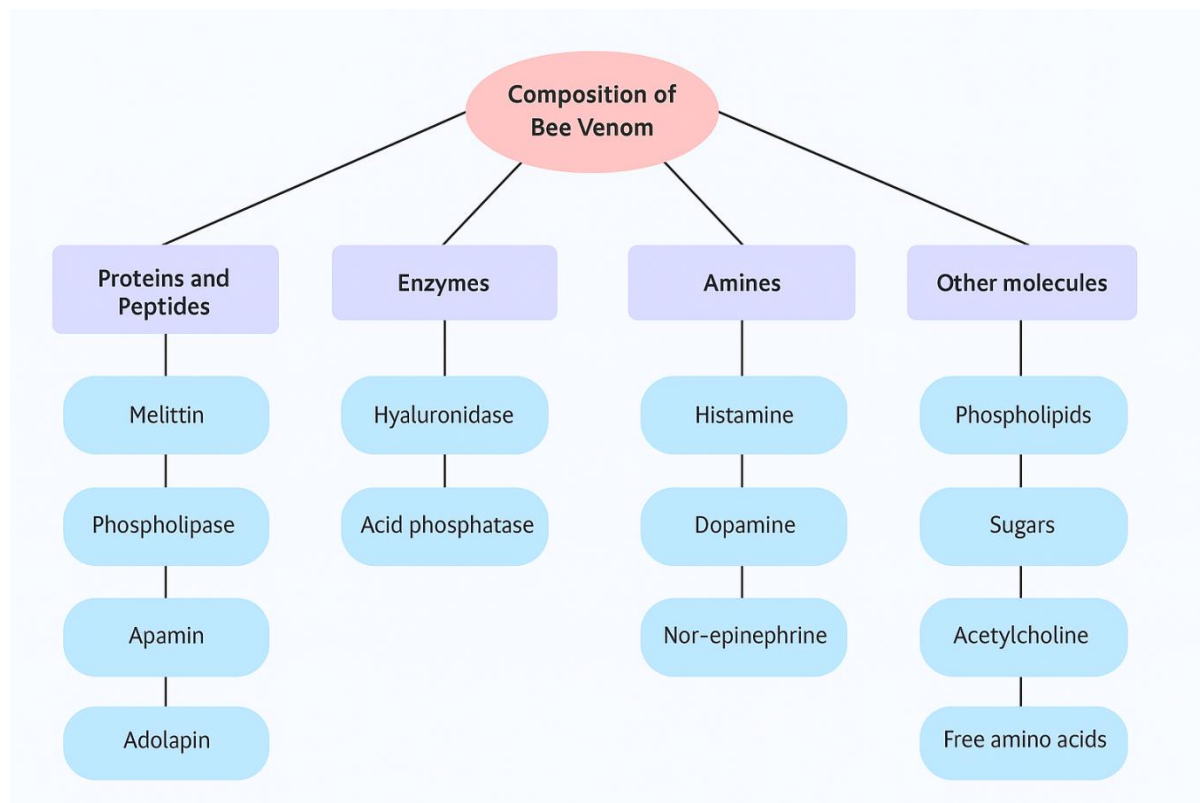 Composition of
Bee Venom
Proteins and
Peptides
Melittin
Phospholipase
Apamin
Adolapin
Enzymes
Hyaluronidase
Acid phosphatase
Amines
Histamine
Dopamine
Nor-epinephrine
Other molecules
Phospholipids
Sugars
Acetylcholine
Free amino acids